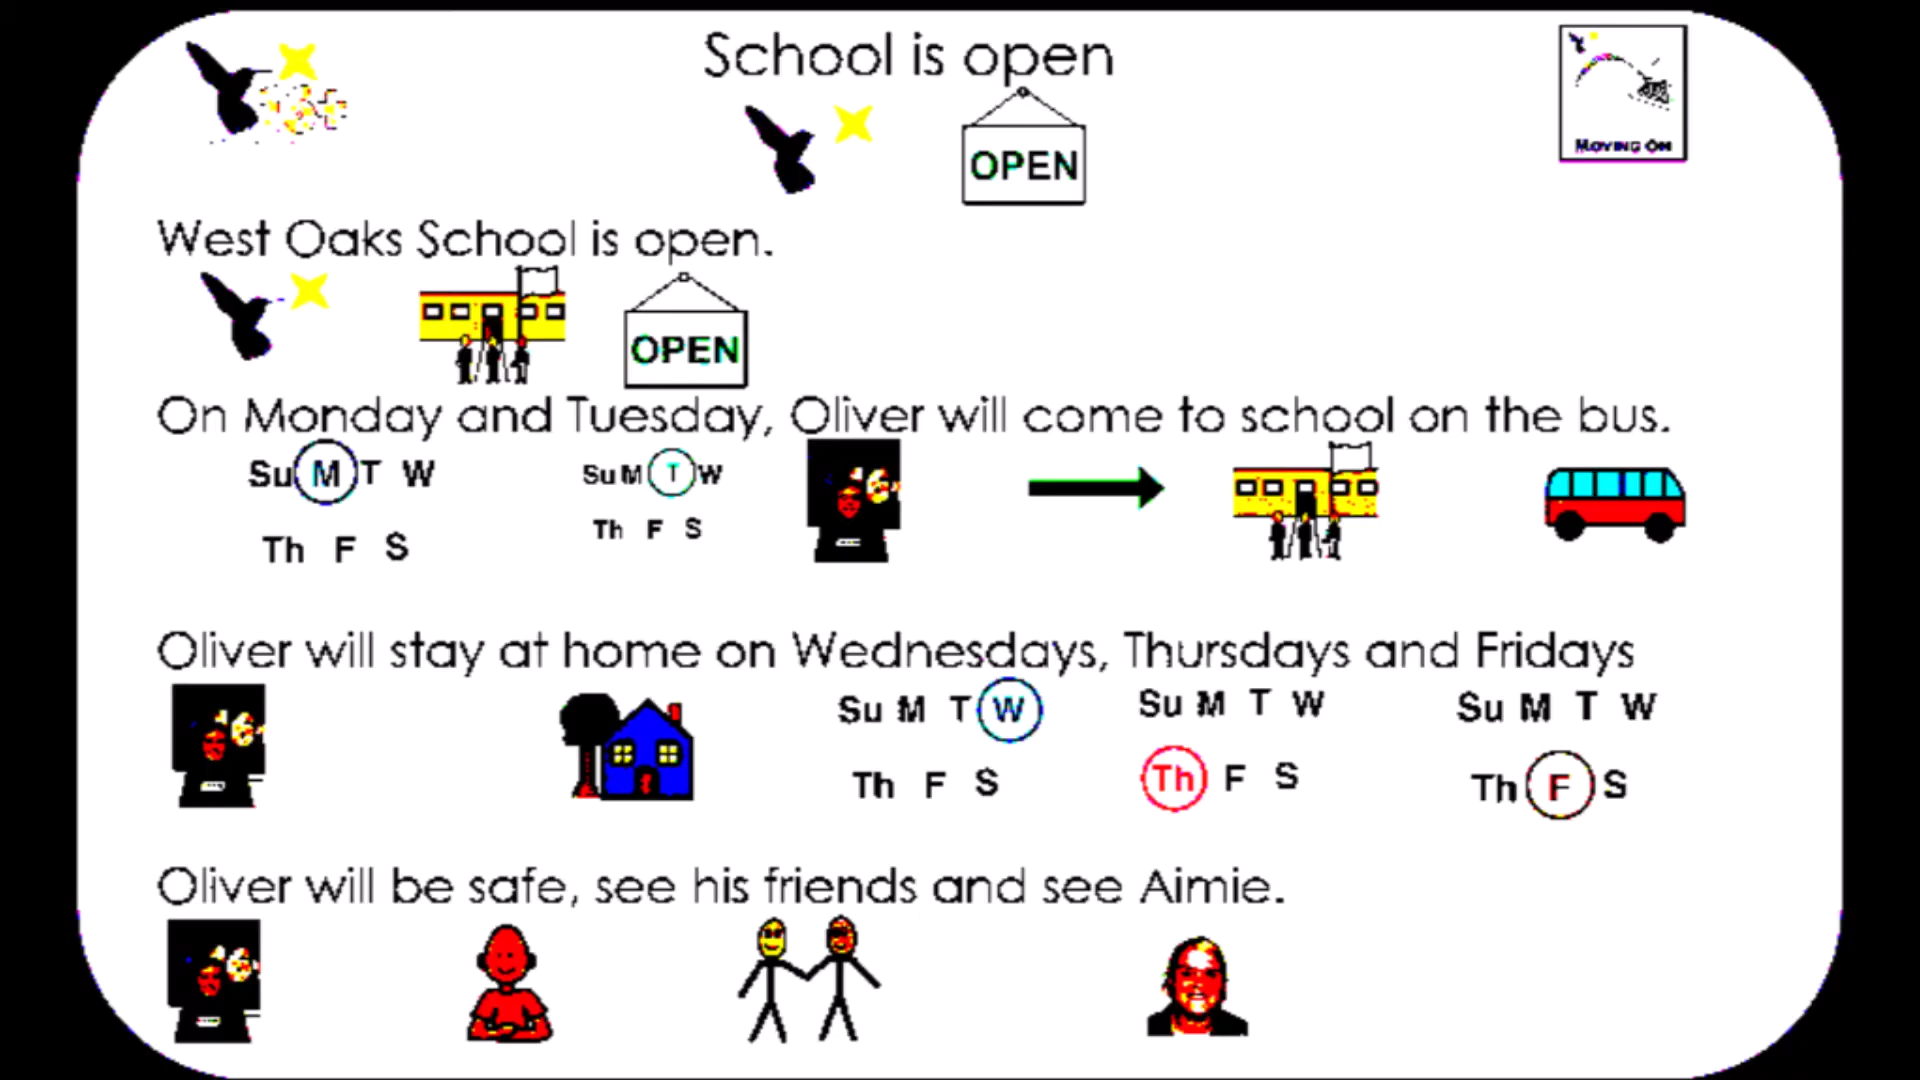 School is open
MOVING ON
OPEN
West Oaks School is open.
OPEN
On Monday and Tuesday, Oliver will come to school on the bus.
Su M T W
Th F S
Su M T W
Th F S
Oliver will stay at home on Wednesdays, Thursdays and Fridays
Su M T W
Th F S
Su M T W
Th F S
Su M T W
Th F S
Oliver will be safe, see his friends and see Aimie.